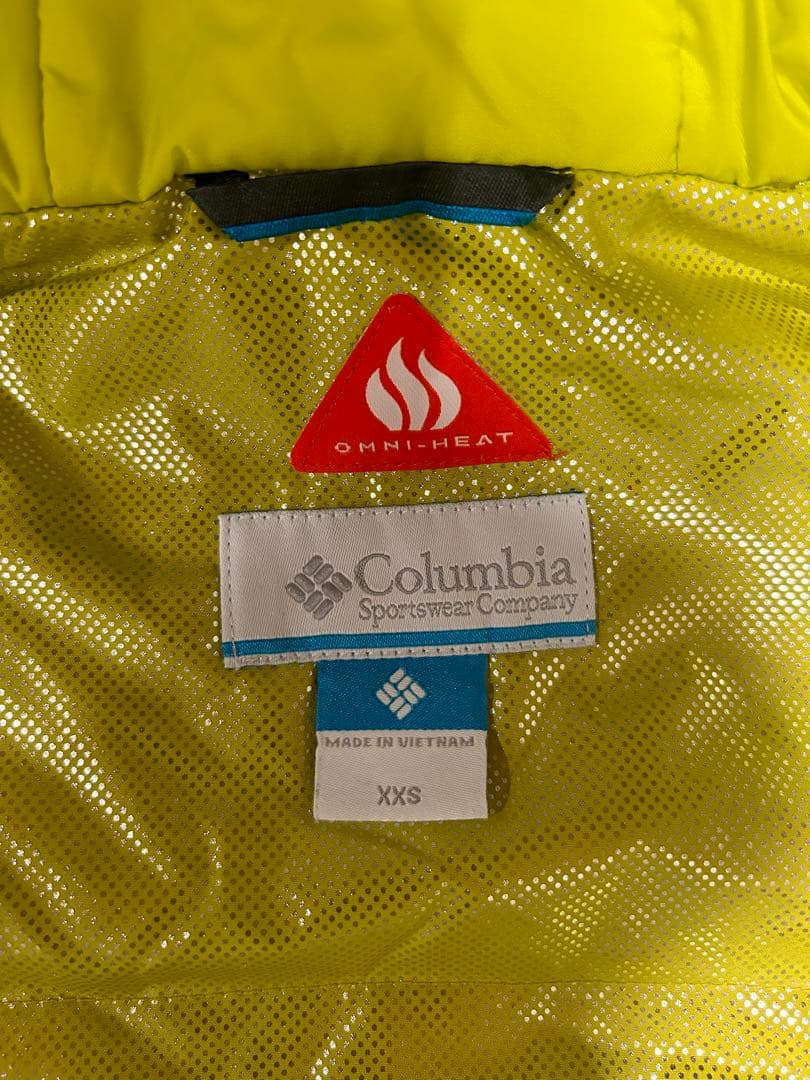 OMNI-HEAT
Columbia
Sportswear Company
MADE IN VIETNAM
XXS